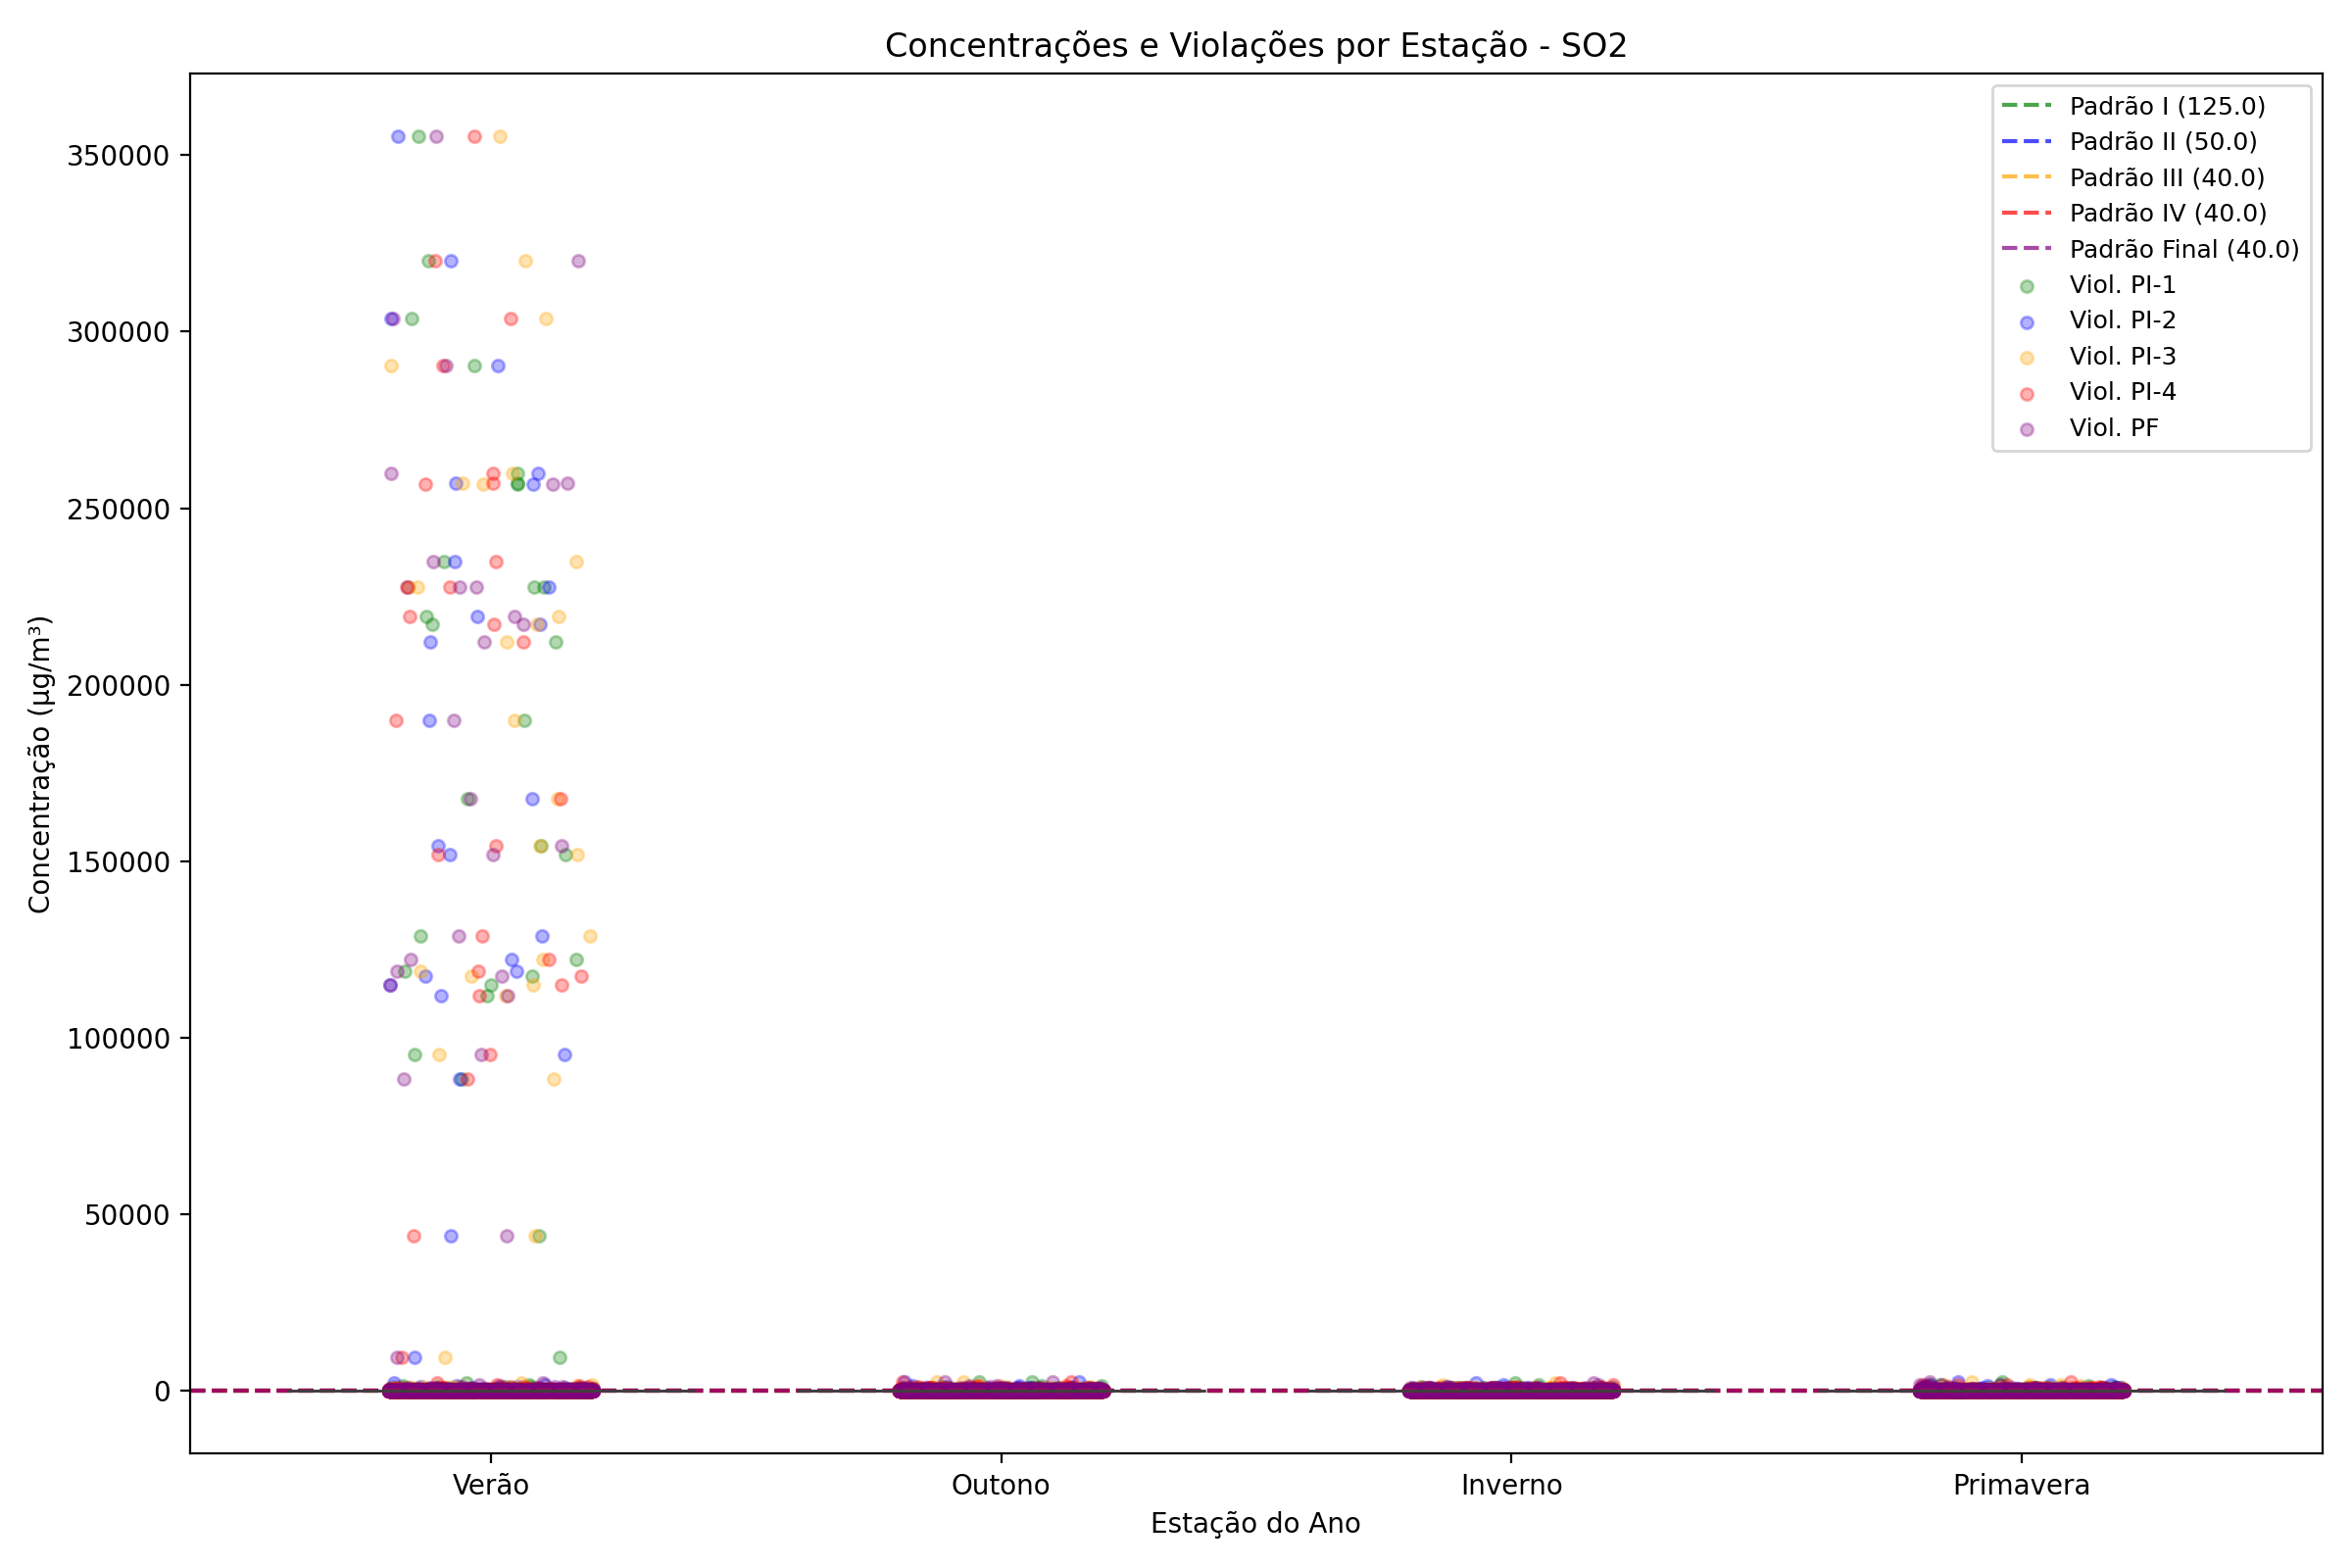 Concentrações e Violações por Estação - SO2
Padrão I (125.0)
Padrão II (50.0)
Padrão III (40.0)
Padrão IV (40.0)
Padrão Final (40.0)
Viol. PI-1
Viol. PI-2
Viol. PI-3
Viol. PI-4
Viol. PF
Concentração (µg/m³)
350000
300000
250000
200000
150000
100000
50000
0
Verão Outono Inverno Primavera
Estação do Ano